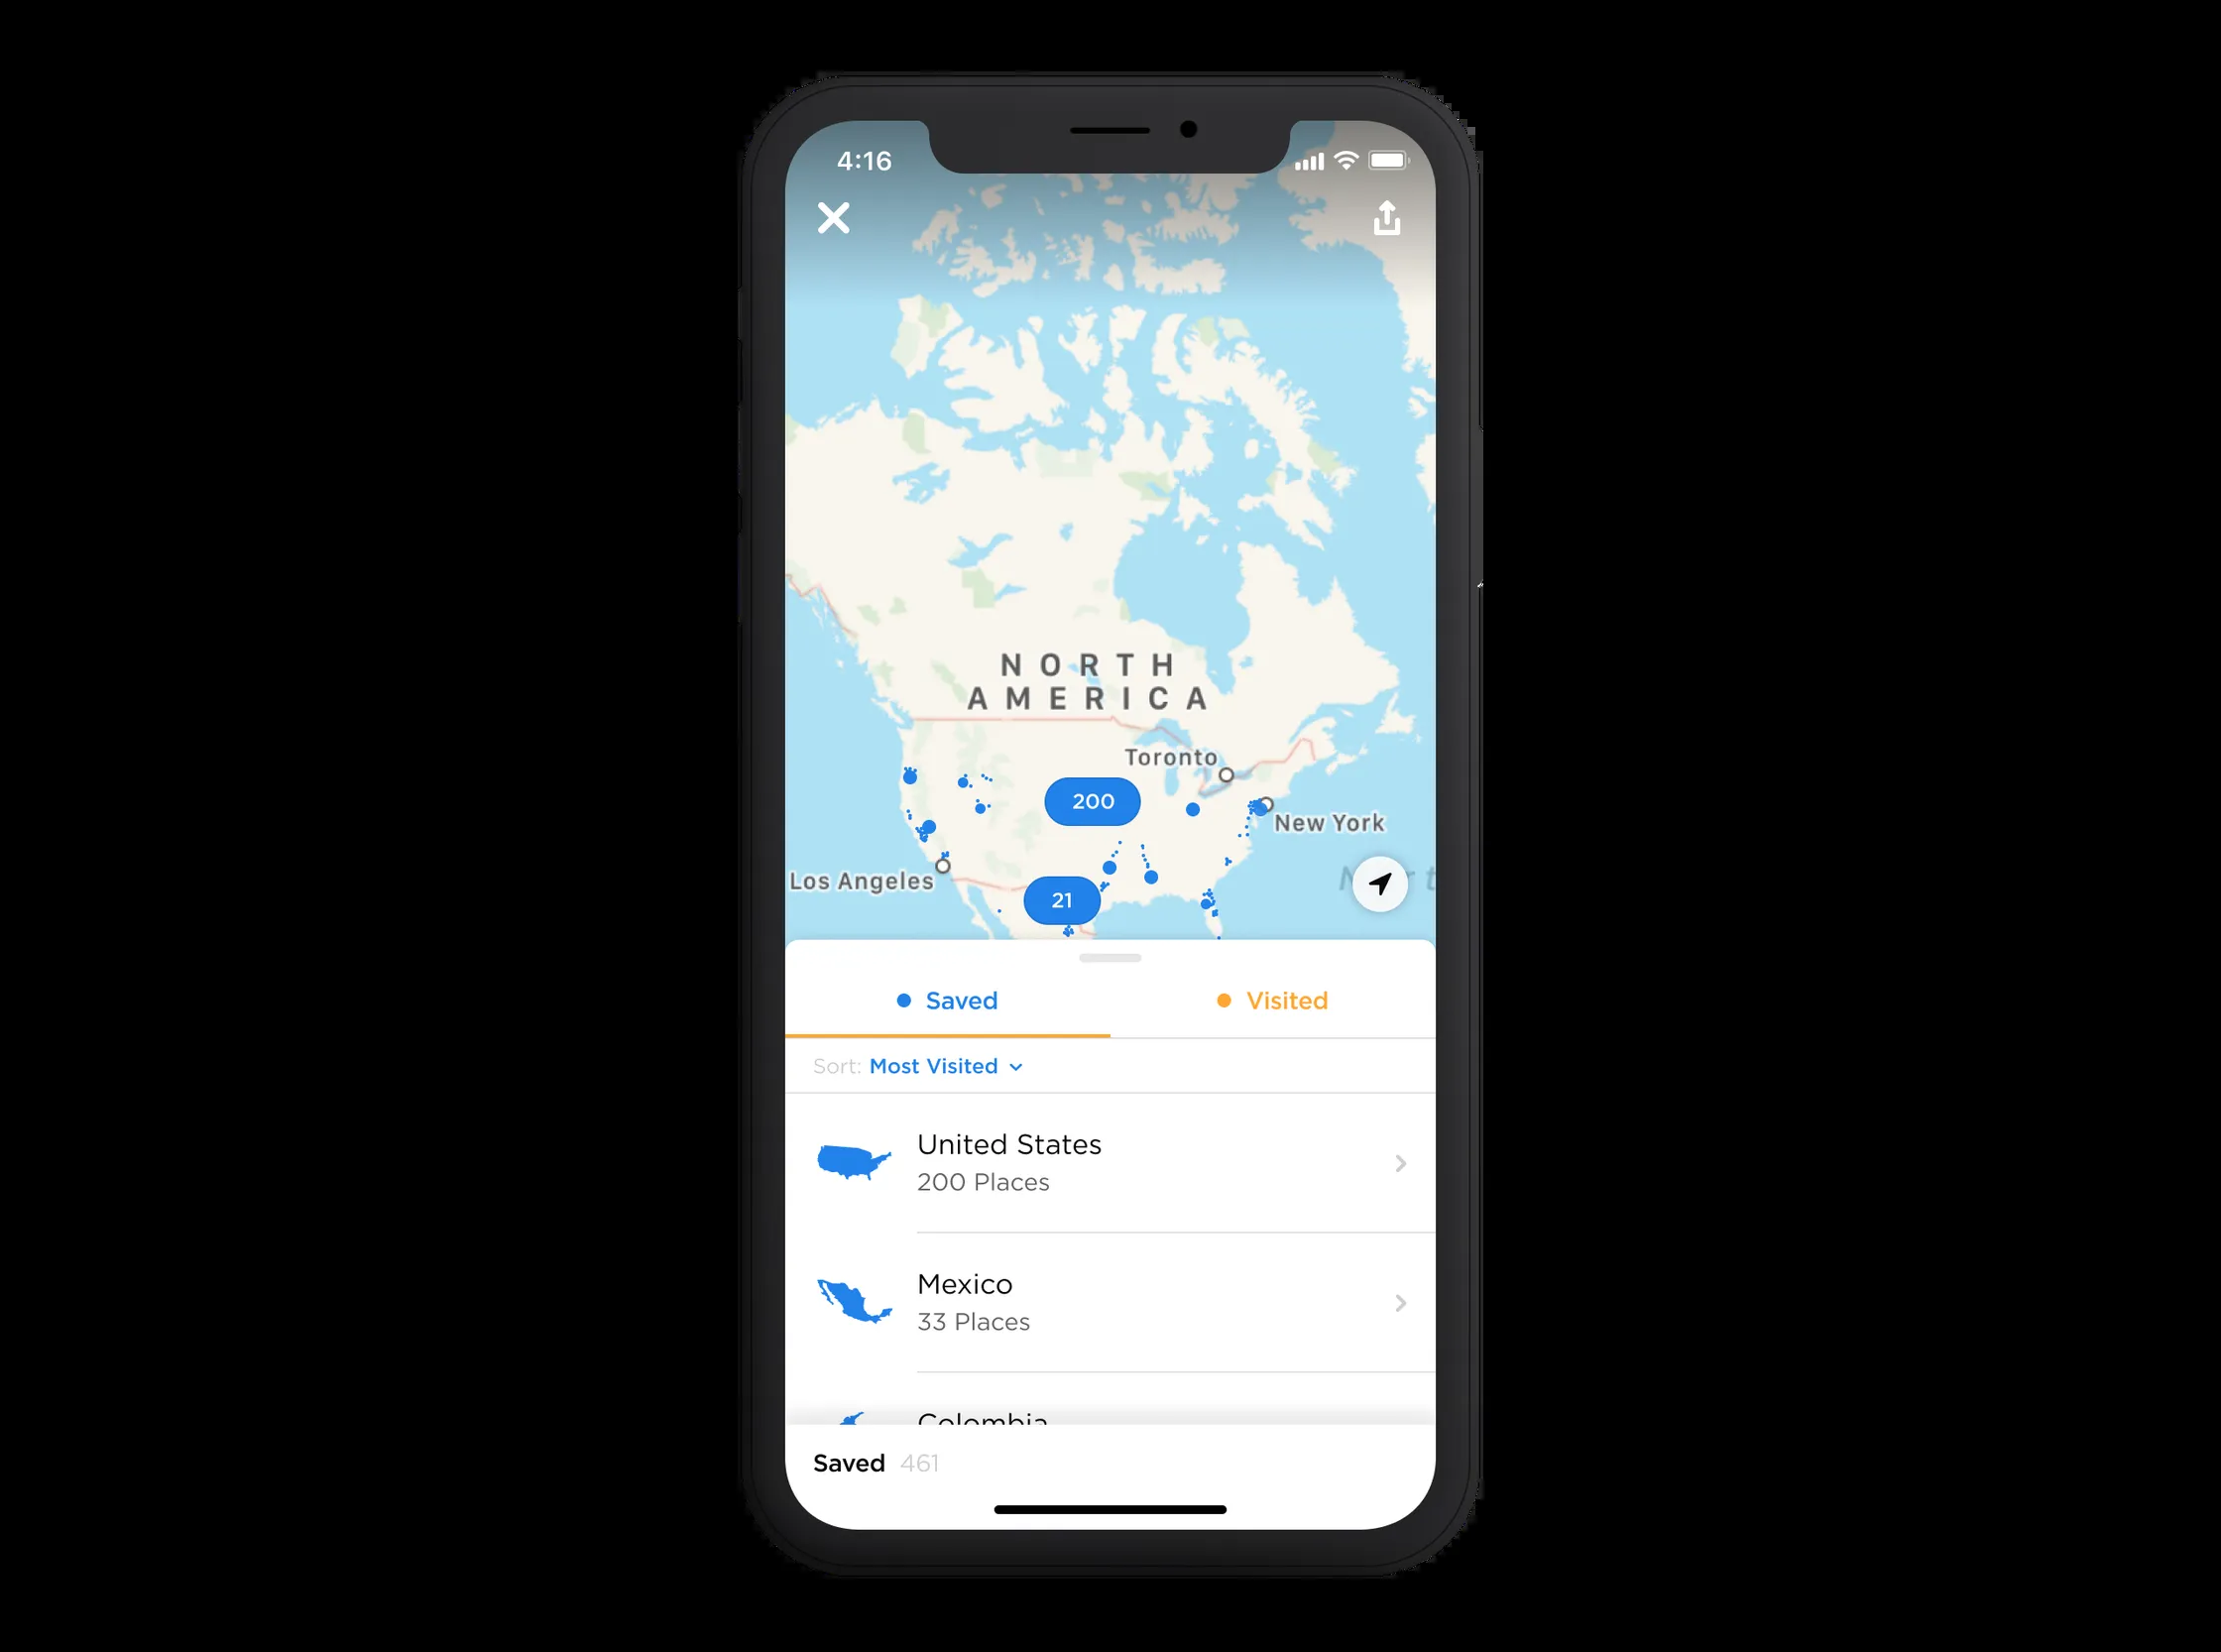 4:16
NORTH
AMERICA
Toronto
200
New York
Los Angeles
21
Saved
Visited
Sort: Most Visited
United States
200 Places
Mexico
33 Places
Colombia
Saved 461